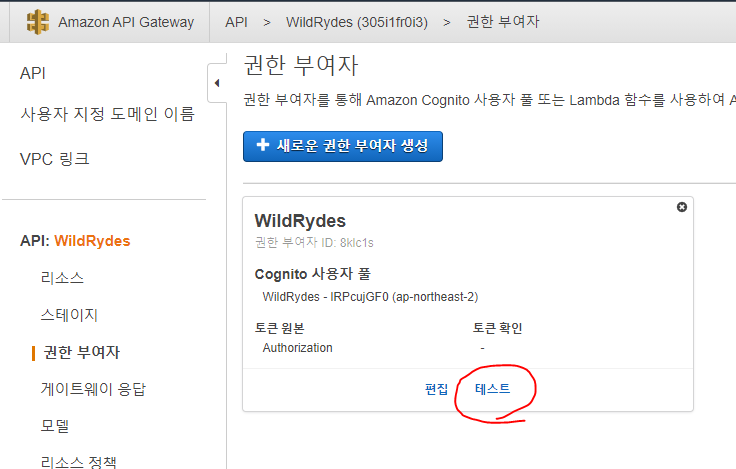 Amazon API Gateway API > WildRydes (305i1fr0i3) > 권한 부여자
API
사용자 지정 도메인 이름
VPC 링크
API: WildRydes
리소스
스테이지
권한 부여자
게이트웨이 응답
모델
리소스 정책
권한 부여자
권한 부여자를 통해 Amazon Cognito 사용자 풀 또는 Lambda 함수를 사용하여 A
+ 새로운 권한 부여자 생성
WildRydes
권한 부여자 ID: 8klc1s
Cognito 사용자 풀
WildRydes - IRPcujGF0 (ap-northeast-2)
토큰 원본 토큰 확인
Authorization -
편집 테스트